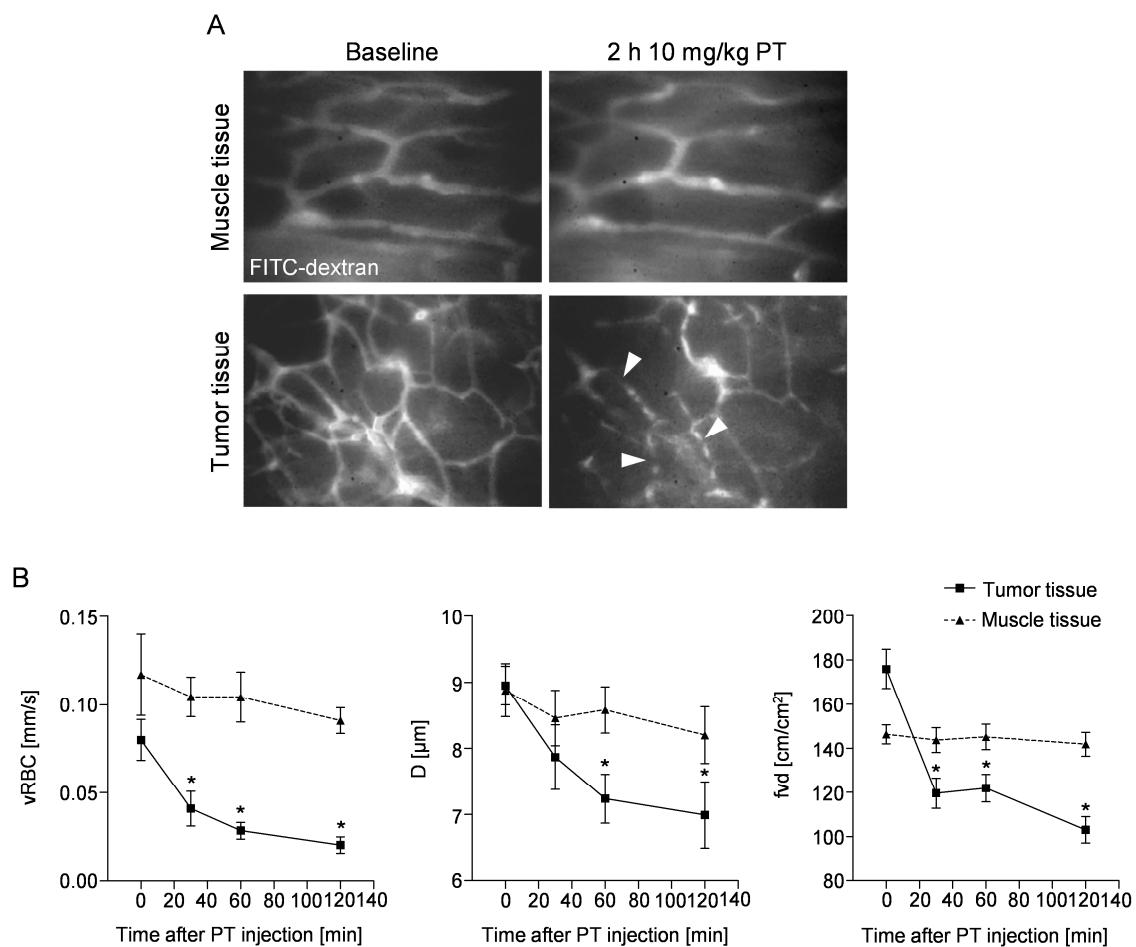 A
Baseline
2 h 10 mg/kg PT
Muscle tissue
FITC-dextran
Tumor tissue
B
Tumor tissue
Muscle tissue
0.15
0.10
0.05
0.00
vRBC [mm/s]
* * *
0 20 40 60 80 100 120 140
Time after PT injection [min]
10
9
8
7
6
D [µm]
* *
0 20 40 60 80 100 120 140
Time after PT injection [min]
200
180
160
140
120
100
80
fvd [cm/cm²]
* * *
0 20 40 60 80 100 120 140
Time after PT injection [min]